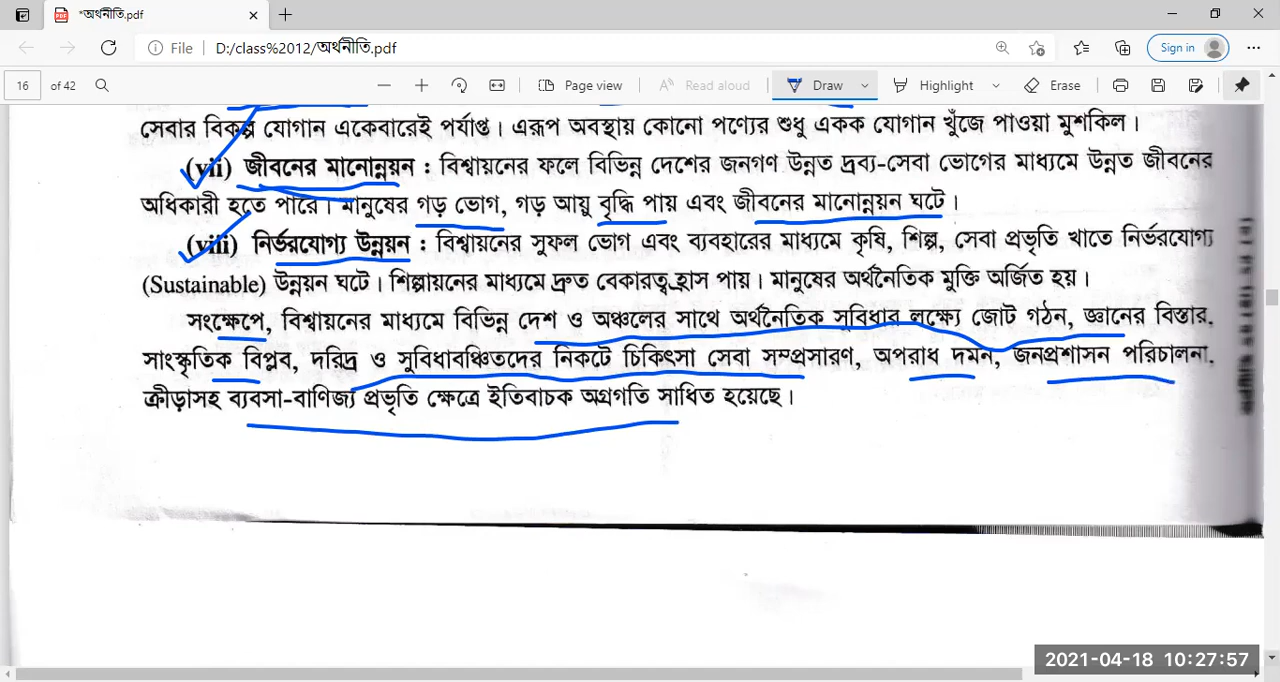 *অর্থনীতি.pdf
File D:/class%2012/অর্থনীতি.pdf
Sign in
16 of 42 Page view Read aloud Draw Highlight Erase
সেবার বিকল্প যোগান একেবারেই পর্যাপ্ত। এরূপ অবস্থায় কোনো পণ্যের শুধু একক যোগান খুঁজে পাওয়া মুশকিল।
(vii) জীবনের মানোন্নয়ন : বিশ্বায়নের ফলে বিভিন্ন দেশের জনগণ উন্নত দ্রব্য-সেবা ভোগের মাধ্যমে উন্নত জীবনের
অধিকারী হতে পারে। মানুষের গড় ভোগ, গড় আয়ু বৃদ্ধি পায় এবং জীবনের মানোন্নয়ন ঘটে।
(viii) নির্ভরযোগ্য উন্নয়ন : বিশ্বায়নের সুফল ভোগ এবং ব্যবহারের মাধ্যমে কৃষি, শিল্প, সেবা প্রভৃতি খাতে নির্ভরযোগ্য
(Sustainable) উন্নয়ন ঘটে। শিল্পায়নের মাধ্যমে দ্রুত বেকারত্ব হ্রাস পায়। মানুষের অর্থনৈতিক মুক্তি অর্জিত হয়।
সংক্ষেপে, বিশ্বায়নের মাধ্যমে বিভিন্ন দেশ ও অঞ্চলের সাথে অর্থনৈতিক সুবিধার লক্ষ্যে জোট গঠন, জ্ঞানের বিস্তার,
সাংস্কৃতিক বিপ্লব, দরিদ্র ও সুবিধাবঞ্চিতদের নিকটে চিকিৎসা সেবা সম্প্রসারণ, অপরাধ দমন, জনপ্রশাসন পরিচালনা,
ক্রীড়াসহ ব্যবসা-বাণিজ্য প্রভৃতি ক্ষেত্রে ইতিবাচক অগ্রগতি সাধিত হয়েছে।
2021-04-18 10:27:57